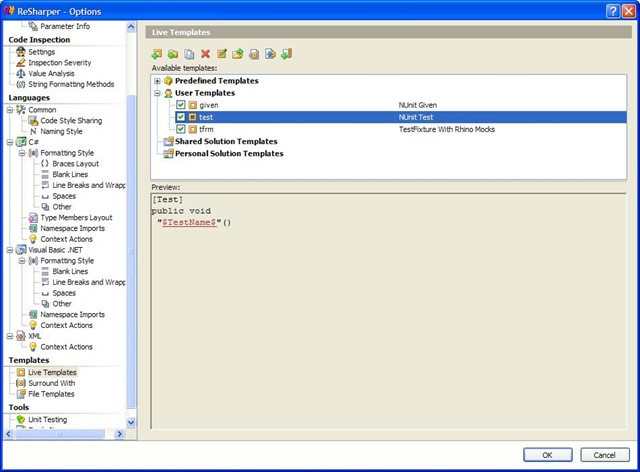 ReSharper - Options
Parameter Info
Code Inspection
Settings
Inspection Severity
Value Analysis
String Formatting Methods
Languages
Common
Code Style Sharing
Naming Style
C#
Formatting Style
Braces Layout
Blank Lines
Line Breaks and Wrapp
Spaces
Other
Type Members Layout
Namespace Imports
Context Actions
Visual Basic .NET
Formatting Style
Blank Lines
Line Breaks and Wrapp
Spaces
Other
Namespace Imports
Context Actions
XML
Context Actions
Templates
Live Templates
Surround With
File Templates
Tools
Unit Testing
Live Templates
Available templates:
Predefined Templates
User Templates
given NUnit Given
test NUnit Test
tfrm TestFixture With Rhino Mocks
Shared Solution Templates
Personal Solution Templates
Preview:
[Test]
public void
"$TestName$"()
OK
Cancel